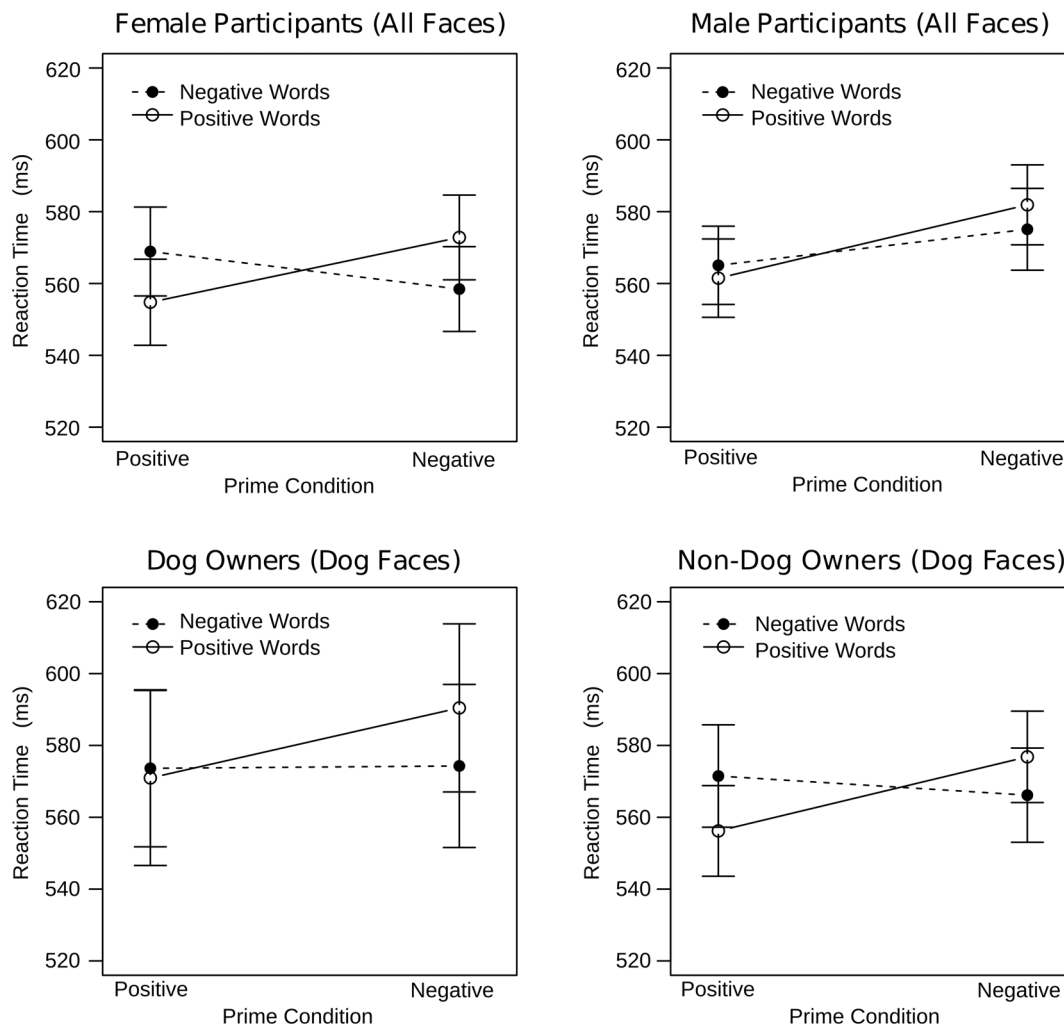 Female Participants (All Faces)
620
600
580
560
540
520
Reaction Time (ms)
Negative Words
Positive Words
Positive
Negative
Prime Condition
Male Participants (All Faces)
620
600
580
560
540
520
Reaction Time (ms)
Negative Words
Positive Words
Positive
Negative
Prime Condition
Dog Owners (Dog Faces)
620
600
580
560
540
520
Reaction Time (ms)
Negative Words
Positive Words
Positive
Negative
Prime Condition
Non-Dog Owners (Dog Faces)
620
600
580
560
540
520
Reaction Time (ms)
Negative Words
Positive Words
Positive
Negative
Prime Condition